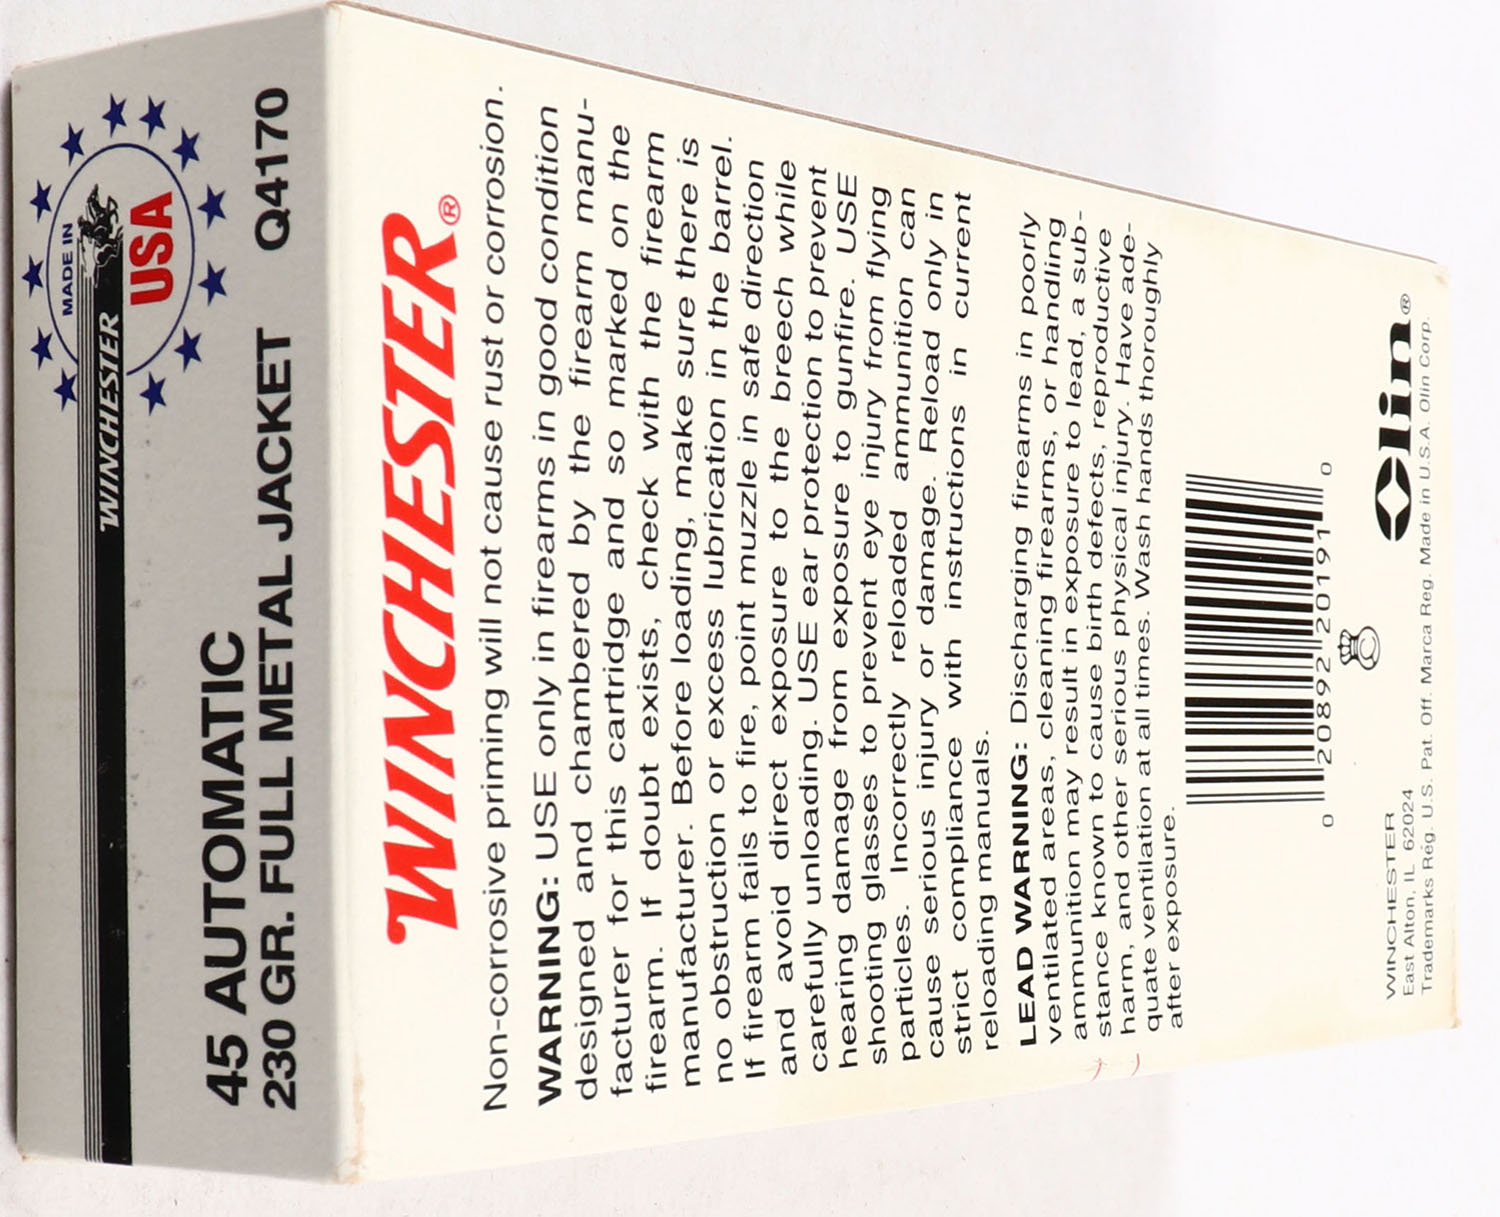 MADE IN
WINCHESTER
USA
45 AUTOMATIC
230 GR. FULL METAL JACKET Q4170
WINCHESTER®
Non-corrosive priming will not cause rust or corrosion.
WARNING: USE only in firearms in good condition
designed and chambered by the firearm manu-
facturer for this cartridge and so marked on the
firearm. If doubt exists, check with the firearm
manufacturer. Before loading, make sure there is
no obstruction or excess lubrication in the barrel.
If firearm fails to fire, point muzzle in safe direction
and avoid direct exposure to the breech while
carefully unloading. USE ear protection to prevent
hearing damage from exposure to gunfire. USE
shooting glasses to prevent eye injury from flying
particles. Incorrectly reloaded ammunition can
cause serious injury or damage. Reload only in
strict compliance with instructions in current
reloading manuals.
LEAD WARNING: Discharging firearms in poorly
ventilated areas, cleaning firearms, or handling
ammunition may result in exposure to lead, a sub-
stance known to cause birth defects, reproductive
harm, and other serious physical injury. Have ade-
quate ventilation at all times. Wash hands thoroughly
after exposure.
0 20892 20191 0
Olin®
WINCHESTER
East Alton, IL 62024
Trademarks Reg. U.S. Pat. Off. Marca Reg. Made in U.S.A. Olin Corp.